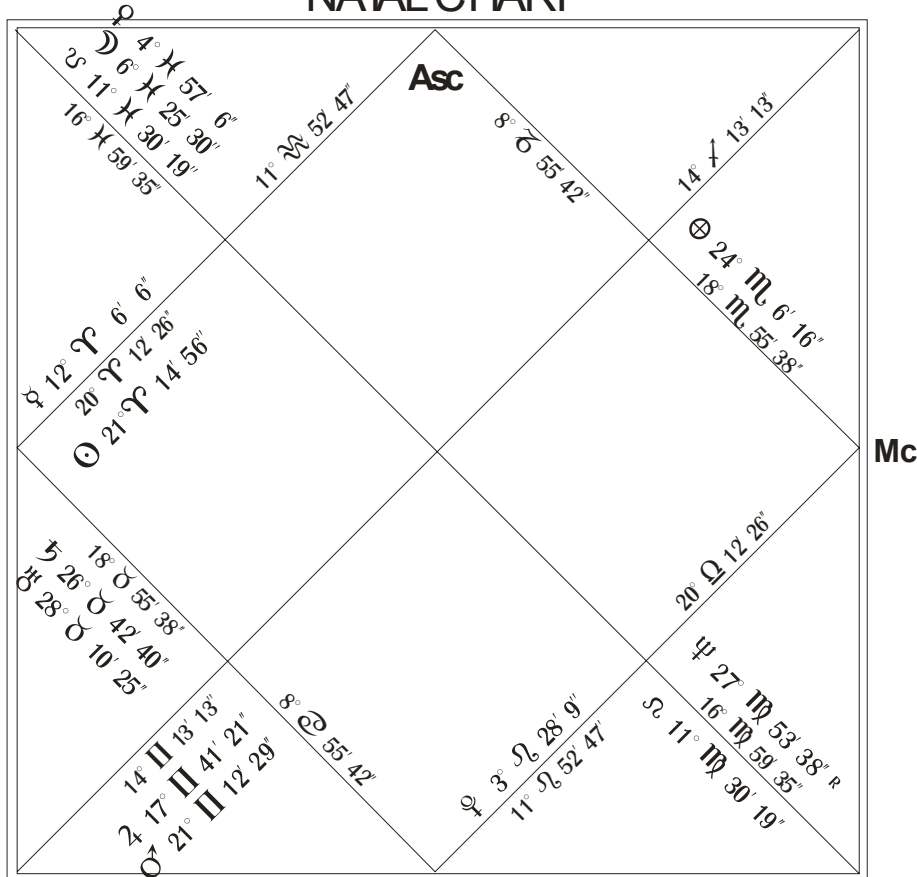 NATAL CHART
Asc
Mc
♀ 4° ♓ 57' 6"
☽ 6° ♓ 25' 30"
☋ 11° ♓ 30' 19"
16° ♓ 59' 35"
11° ♒ 52' 47"
8° ♑ 55' 42"
14° ♐ 13' 13"
⊗ 24° ♏ 6' 16"
18° ♏ 55' 38"
☿ 12° ♈ 6' 6"
20° ♈ 12' 26"
☉ 21° ♈ 14' 56"
20° ♎ 12' 26"
18° ♉ 55' 38"
♄ 26° ♉ 42' 40"
♅ 28° ♉ 10' 25"
14° ♊ 13' 13"
♃ 17° ♊ 41' 21"
♂ 21° ♊ 12' 29"
8° ♋ 55' 42"
♇ 3° ♌ 28' 9"
11° ♌ 52' 47"
♆ 27° ♍ 53' 38" R
16° ♍ 59' 35"
☊ 11° ♍ 30' 19"